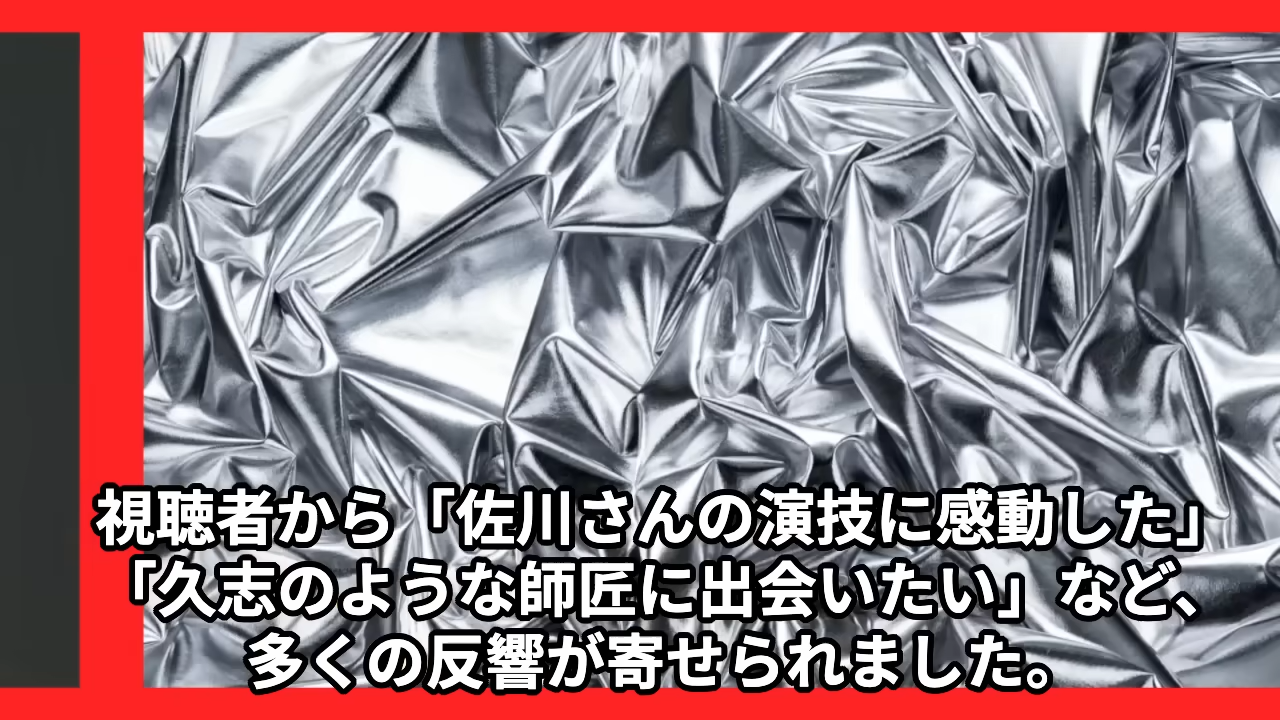 視聴者から「佐川さんの演技に感動した」
「久志のような師匠に出会いたい」など、
多くの反響が寄せられました。